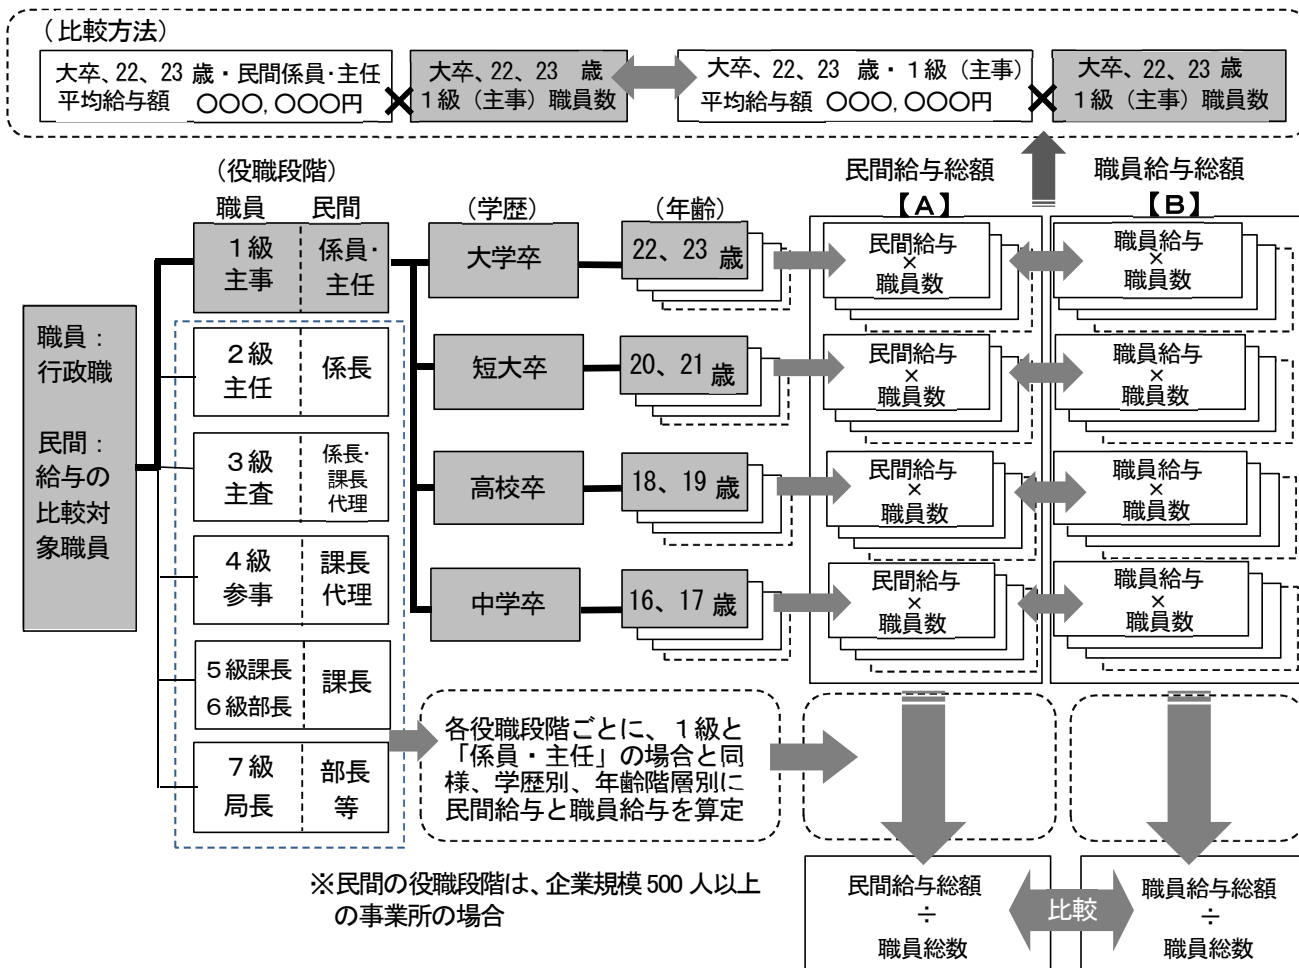 (比較方法)
大卒、22、23 歳・民間係員・主任
平均給与額 〇〇〇,〇〇〇円
×
大卒、22、23 歳
1級(主事)職員数
大卒、22、23 歳・1級(主事)
平均給与額 〇〇〇,〇〇〇円
×
大卒、22、23 歳
1級(主事)職員数
(役職段階)
職員 民間
(学歴)
(年齢)
民間給与総額
【A】
職員給与総額
【B】
職員:
行政職
民間:
給与の
比較対
象職員
1級
主事
係員・
主任
2級
主任
係長
3級
主査
係長・
課長
代理
4級
参事
課長
代理
5級課長
6級部長
課長
7級
局長
部長
等
大学卒
22、23 歳
民間給与
×
職員数
職員給与
×
職員数
短大卒
20、21 歳
民間給与
×
職員数
職員給与
×
職員数
高校卒
18、19 歳
民間給与
×
職員数
職員給与
×
職員数
中学卒
16、17 歳
民間給与
×
職員数
職員給与
×
職員数
各役職段階ごとに、1級と
「係員・主任」の場合と同
様、学歴別、年齢階層別に
民間給与と職員給与を算定
※民間の役職段階は、企業規模 500 人以上
の事業所の場合
民間給与総額
÷
職員総数
比較
職員給与総額
÷
職員総数